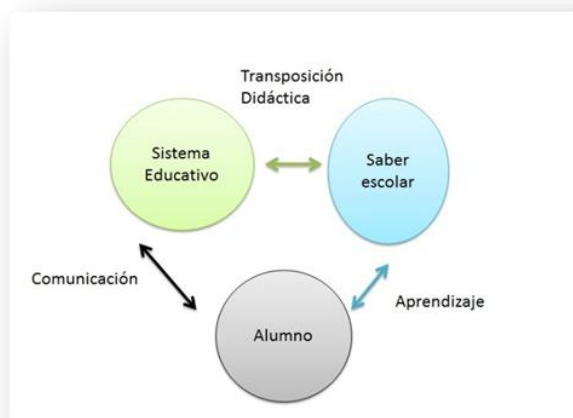 Transposición
Didáctica
Sistema
Educativo
Saber
escolar
Comunicación
Aprendizaje
Alumno